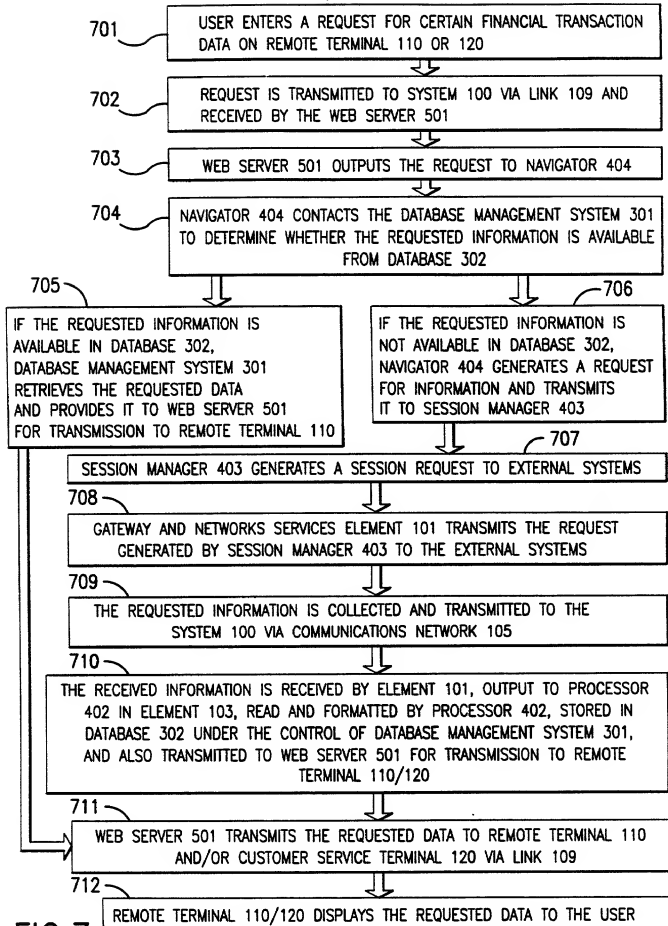 701
USER ENTERS A REQUEST FOR CERTAIN FINANCIAL TRANSACTION
DATA ON REMOTE TERMINAL 110 OR 120
702
REQUEST IS TRANSMITTED TO SYSTEM 100 VIA LINK 109 AND
RECEIVED BY THE WEB SERVER 501
703
WEB SERVER 501 OUTPUTS THE REQUEST TO NAVIGATOR 404
704
NAVIGATOR 404 CONTACTS THE DATABASE MANAGEMENT SYSTEM 301
TO DETERMINE WHETHER THE REQUESTED INFORMATION IS AVAILABLE
FROM DATABASE 302
705
IF THE REQUESTED INFORMATION IS
AVAILABLE IN DATABASE 302,
DATABASE MANAGEMENT SYSTEM 301
RETRIEVES THE REQUESTED DATA
AND PROVIDES IT TO WEB SERVER 501
FOR TRANSMISSION TO REMOTE TERMINAL 110
706
IF THE REQUESTED INFORMATION IS
NOT AVAILABLE IN DATABASE 302,
NAVIGATOR 404 GENERATES A REQUEST
FOR INFORMATION AND TRANSMITS
IT TO SESSION MANAGER 403
707
SESSION MANAGER 403 GENERATES A SESSION REQUEST TO EXTERNAL SYSTEMS
708
GATEWAY AND NETWORKS SERVICES ELEMENT 101 TRANSMITS THE REQUEST
GENERATED BY SESSION MANAGER 403 TO THE EXTERNAL SYSTEMS
709
THE REQUESTED INFORMATION IS COLLECTED AND TRANSMITTED TO THE
SYSTEM 100 VIA COMMUNICATIONS NETWORK 105
710
THE RECEIVED INFORMATION IS RECEIVED BY ELEMENT 101, OUTPUT TO PROCESSOR
402 IN ELEMENT 103, READ AND FORMATTED BY PROCESSOR 402, STORED IN
DATABASE 302 UNDER THE CONTROL OF DATABASE MANAGEMENT SYSTEM 301,
AND ALSO TRANSMITTED TO WEB SERVER 501 FOR TRANSMISSION TO REMOTE
TERMINAL 110/120
711
WEB SERVER 501 TRANSMITS THE REQUESTED DATA TO REMOTE TERMINAL 110
AND/OR CUSTOMER SERVICE TERMINAL 120 VIA LINK 109
712
REMOTE TERMINAL 110/120 DISPLAYS THE REQUESTED DATA TO THE USER
FIG. 7